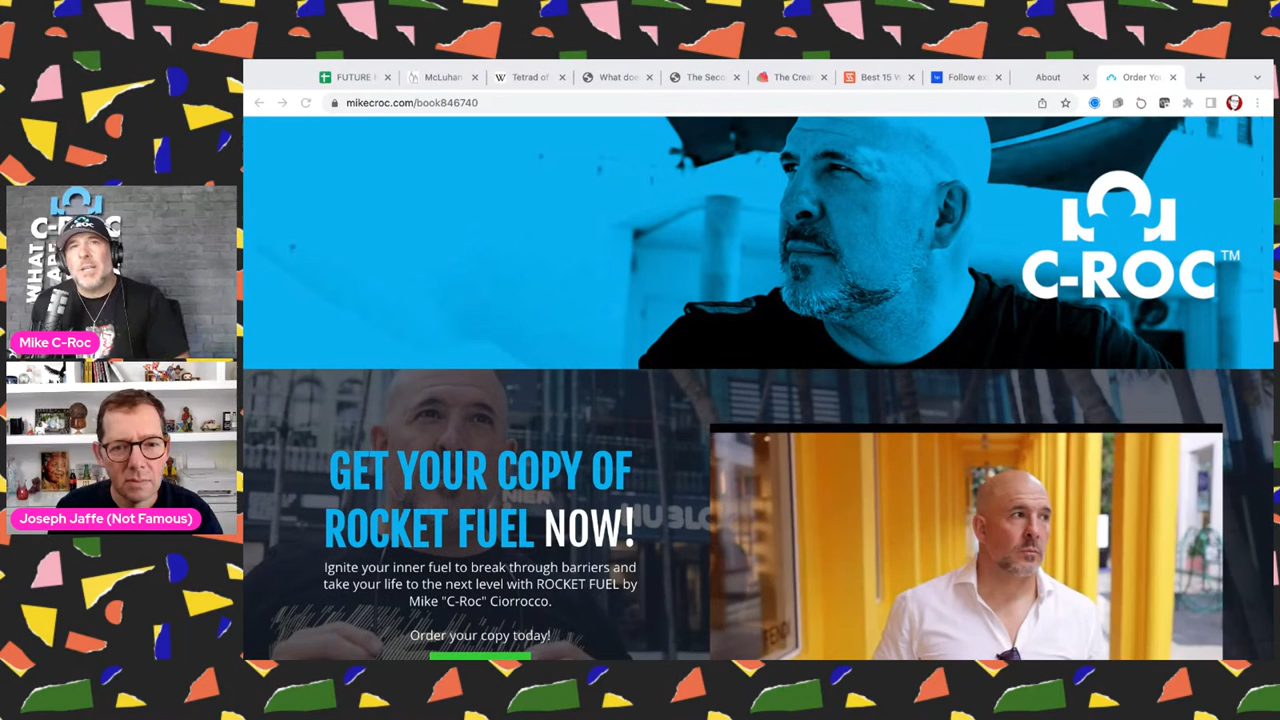 FUTURE
McLuhan
Tetrad of
What doe
The Seco
The Crea
Best 15 W
Follow ex
About
Order Yo
mikecroc.com/book846740
C-ROC™
WHAT
C-ROC
Mike C-Roc
Joseph Jaffe (Not Famous)
GET YOUR COPY OF
ROCKET FUEL NOW!
Ignite your inner fuel to break through barriers and
take your life to the next level with ROCKET FUEL by
Mike "C-Roc" Ciorrocco.
Order your copy today!